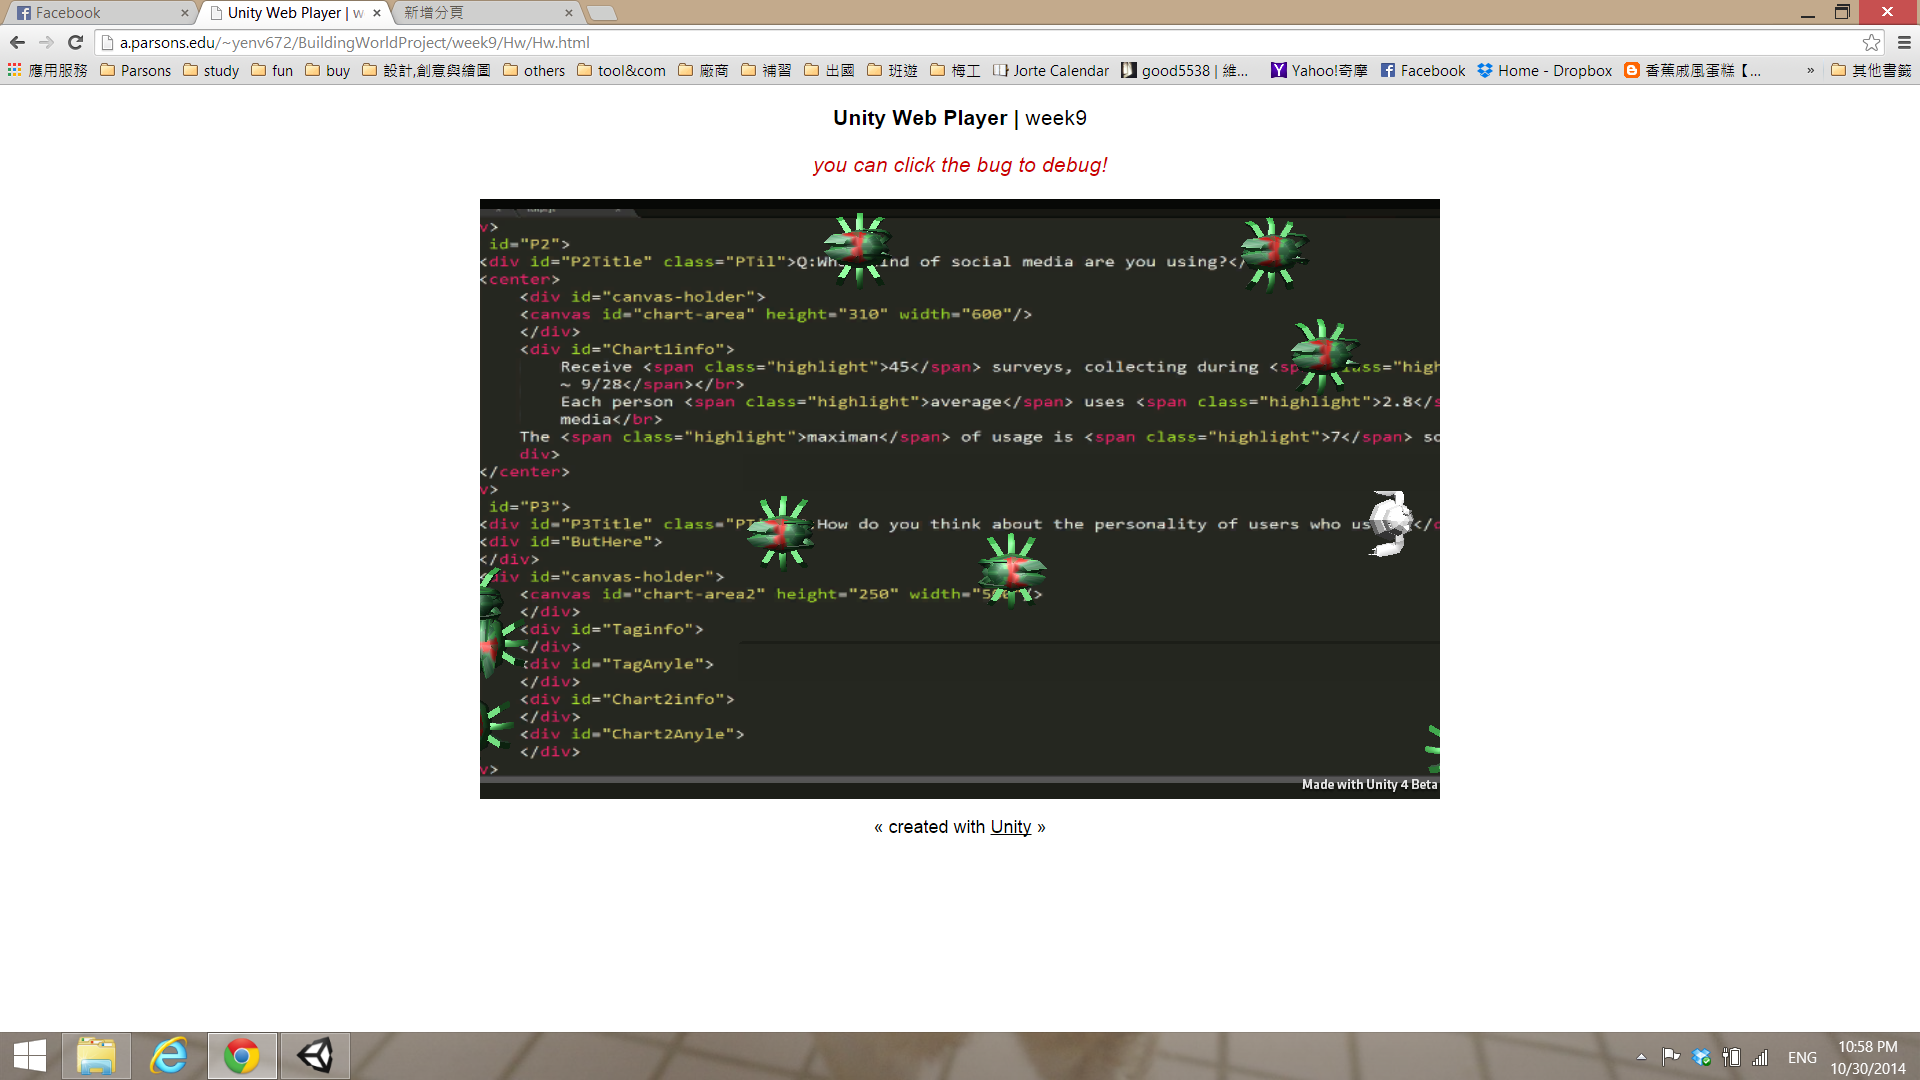 Facebook
Unity Web Player | w
新增分頁
a.parsons.edu/~yenv672/BuildingWorldProject/week9/Hw/Hw.html
應用服務 Parsons study fun buy 設計,創意與繪圖 others tool&com 廠商 補習 出國 班遊 梅工 Jorte Calendar good5538 | 維... Yahoo!奇摩 Facebook Home - Dropbox 香蕉戚風蛋糕【... » 其他書籤
Unity Web Player | week9
you can click the bug to debug!
v>
id="P2">
<div id="P2Title" class="PTil">Q:Wh ind of social media are you using?</
<center>
<div id="canvas-holder">
<canvas id="chart-area" height="310" width="600"/>
</div>
<div id="Chart1info">
Receive <span class="highlight">45</span> surveys, collecting during <sp ass="high
~ 9/28</span></br>
Each person <span class="highlight">average</span> uses <span class="highlight">2.8</s
media</br>
The <span class="highlight">maximan</span> of usage is <span class="highlight">7</span> so
div>
</center>
v>
id="P3">
<div id="P3Title" class="PT How do you think about the personality of users who us </
<div id="ButHere">
</div>
div id="canvas-holder">
<canvas id="chart-area2" height="250" width="5 >
</div>
<div id="Taginfo">
</div>
<div id="TagAnyle">
</div>
<div id="Chart2info">
</div>
<div id="Chart2Anyle">
</div>
v>
Made with Unity 4 Beta
« created with Unity »
ENG
10:58 PM
10/30/2014